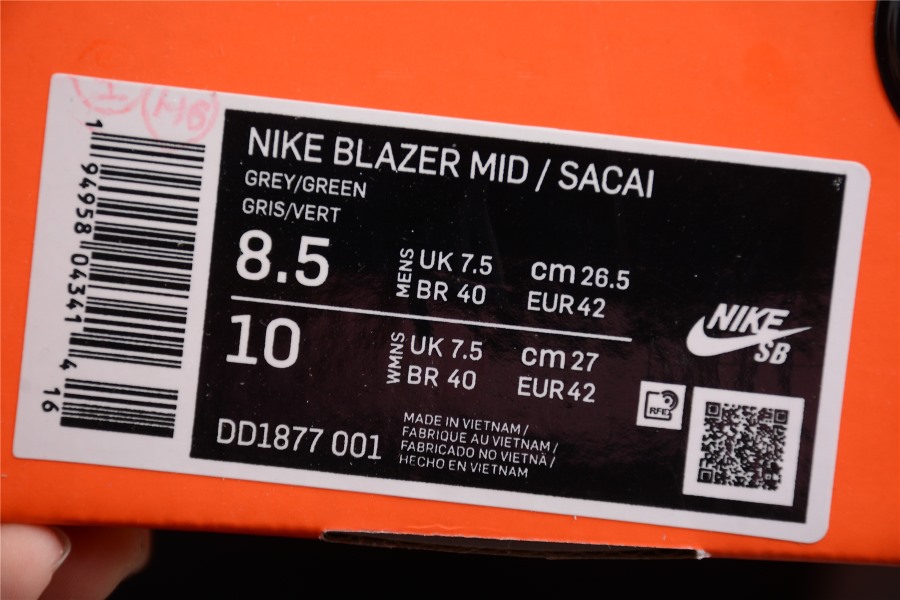 1 94958 04341 4 16
NIKE BLAZER MID / SACAI
GREY/GREEN
GRIS/VERT
8.5 MENS UK 7.5 cm 26.5
BR 40 EUR 42
10 WMNS UK 7.5 cm 27
BR 40 EUR 42
NIKE
SB
RFID
DD1877 001
MADE IN VIETNAM /
FABRIQUE AU VIETNAM /
FABRICADO NO VIETNÃ /
HECHO EN VIETNAM